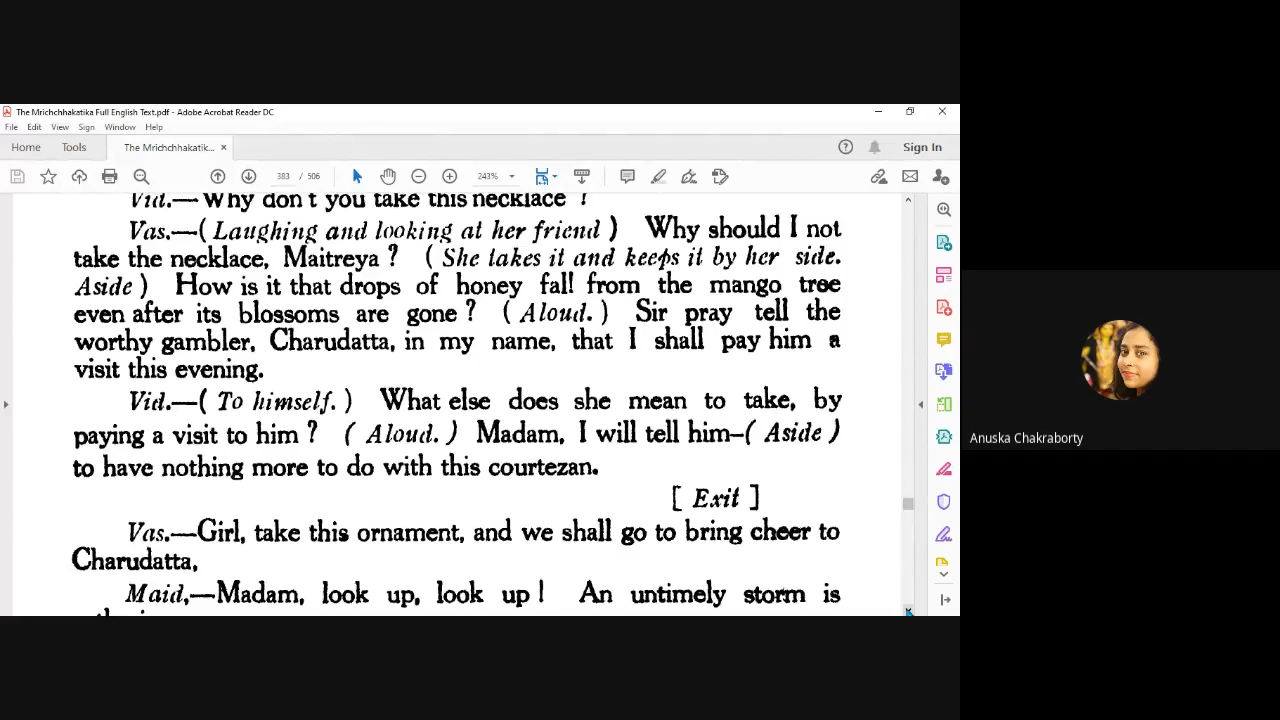 The Mrichchhakatika Full English Text.pdf - Adobe Acrobat Reader DC
File Edit View Sign Window Help
Home Tools The Mrichchhakatik... × Sign In
383 / 506 243%
Vid.—Why don't you take this necklace ?
Vas.—( Laughing and looking at her friend ) Why should I not
take the necklace, Maitreya ? ( She takes it and keeps it by her side.
Aside ) How is it that drops of honey fall from the mango tree
even after its blossoms are gone ? ( Aloud. ) Sir pray tell the
worthy gambler, Charudatta, in my name, that I shall pay him a
visit this evening.
Vid.—( To himself. ) What else does she mean to take, by
paying a visit to him ? ( Aloud. ) Madam, I will tell him–( Aside )
to have nothing more to do with this courtezan.
[ Exit ]
Vas.—Girl, take this ornament, and we shall go to bring cheer to
Charudatta,
Maid,—Madam, look up, look up ! An untimely storm is
Anuska Chakraborty